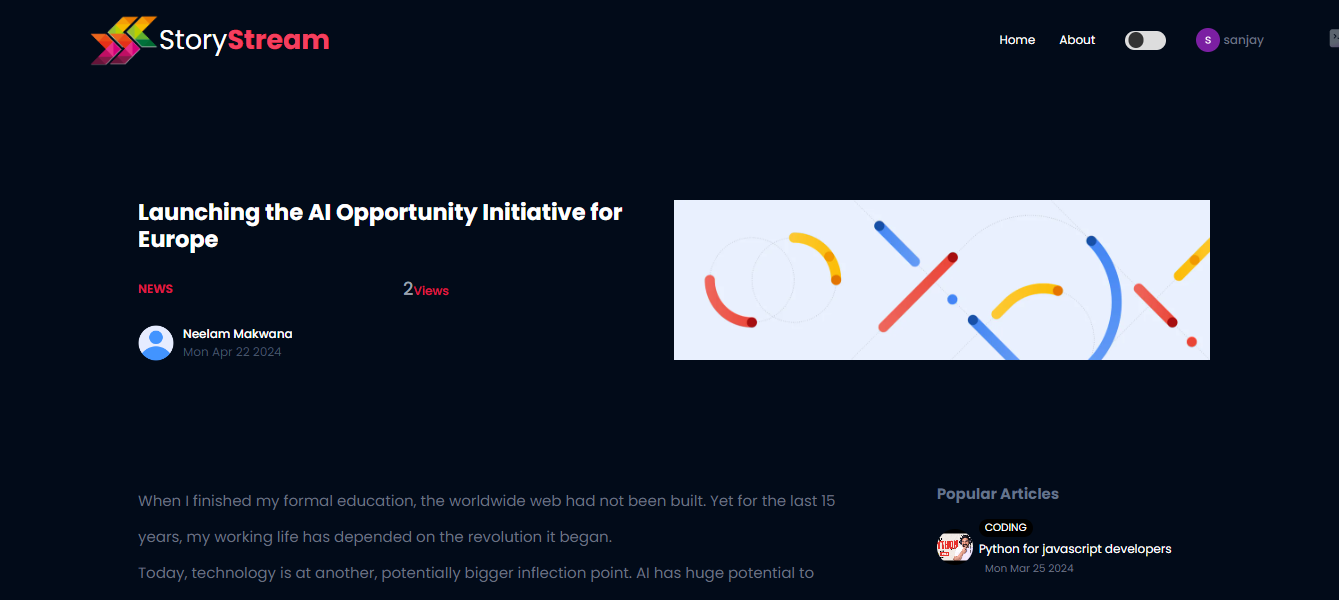 StoryStream
Home
About
S
sanjay
Launching the AI Opportunity Initiative for
Europe
NEWS
2Views
Neelam Makwana
Mon Apr 22 2024
When I finished my formal education, the worldwide web had not been built. Yet for the last 15
years, my working life has depended on the revolution it began.
Today, technology is at another, potentially bigger inflection point. AI has huge potential to
Popular Articles
CODING
Python for javascript developers
Mon Mar 25 2024